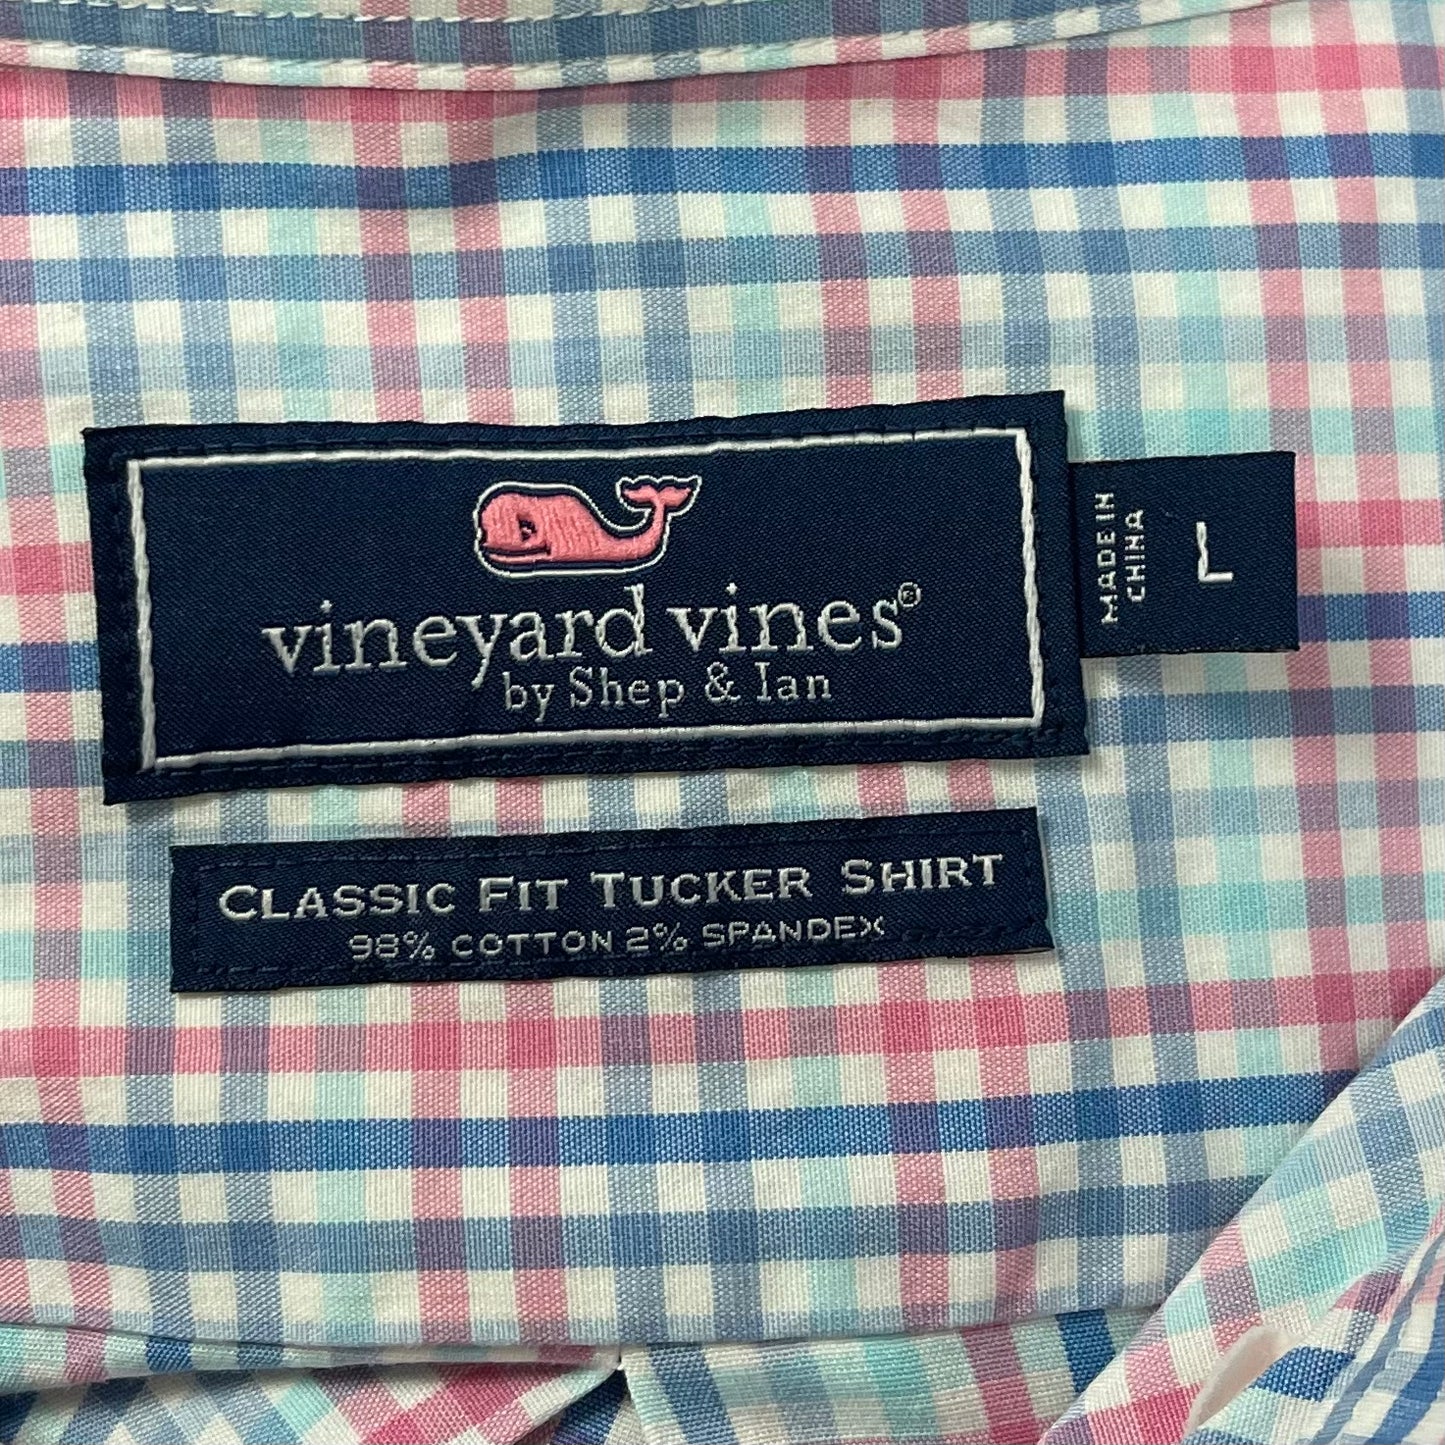 vineyard vines®
by Shep & Ian
MADE IN
CHINA
L
CLASSIC FIT TUCKER SHIRT
98% COTTON 2% SPANDEX